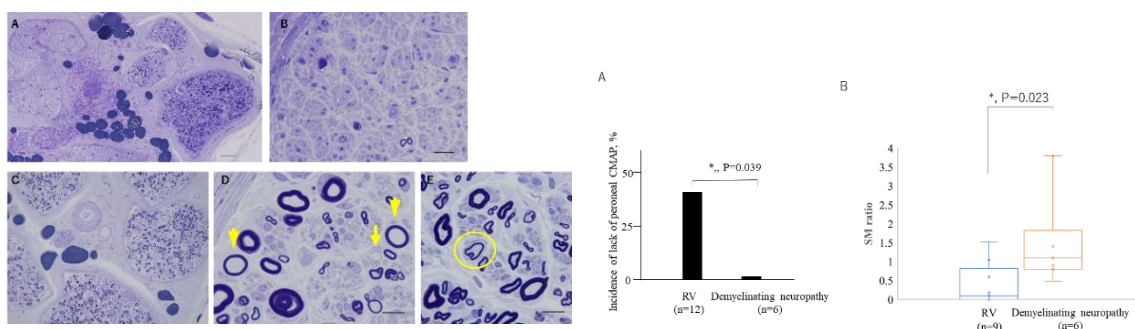 A
B
C
D
E
A
Incidence of lack of peroneal CMAP, %
50
25
0
*,, P=0.039
RV
(n=12)
Demyelinating neuropathy
(n=6)
B
*, P=0.023
SM ratio
4
3.5
3
2.5
2
1.5
1
0.5
0
RV
(n=9)
Demyelinating neuropathy
(n=6)